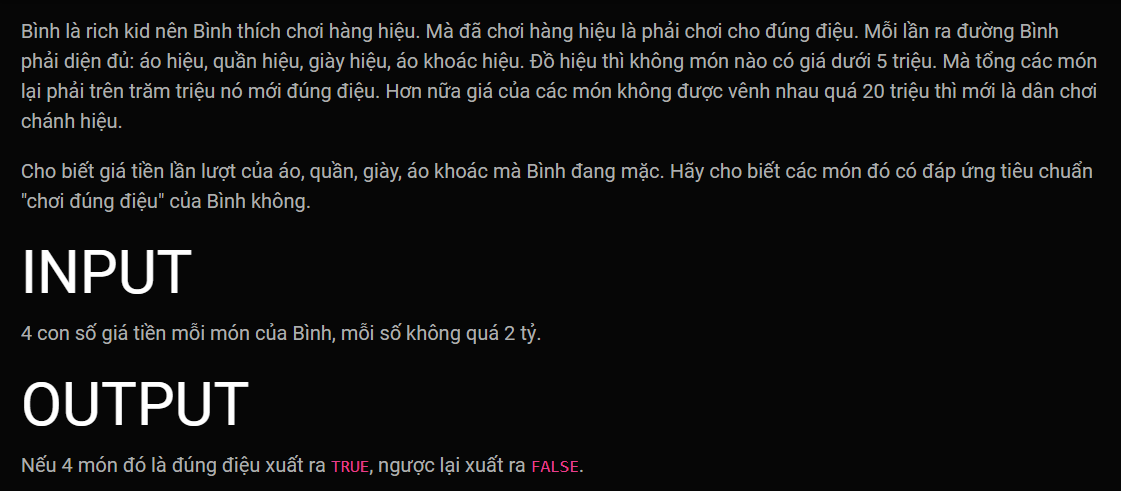 Bình là rich kid nên Bình thích chơi hàng hiệu. Mà đã chơi hàng hiệu là phải chơi cho đúng điệu. Mỗi lần ra đường Bình
phải diện đủ: áo hiệu, quần hiệu, giày hiệu, áo khoác hiệu. Đồ hiệu thì không món nào có giá dưới 5 triệu. Mà tổng các món
lại phải trên trăm triệu nó mới đúng điệu. Hơn nữa giá của các món không được vênh nhau quá 20 triệu thì mới là dân chơi
chánh hiệu.
Cho biết giá tiền lần lượt của áo, quần, giày, áo khoác mà Bình đang mặc. Hãy cho biết các món đó có đáp ứng tiêu chuẩn
"chơi đúng điệu" của Bình không.
INPUT
4 con số giá tiền mỗi món của Bình, mỗi số không quá 2 tỷ.
OUTPUT
Nếu 4 món đó là đúng điệu xuất ra TRUE, ngược lại xuất ra FALSE.